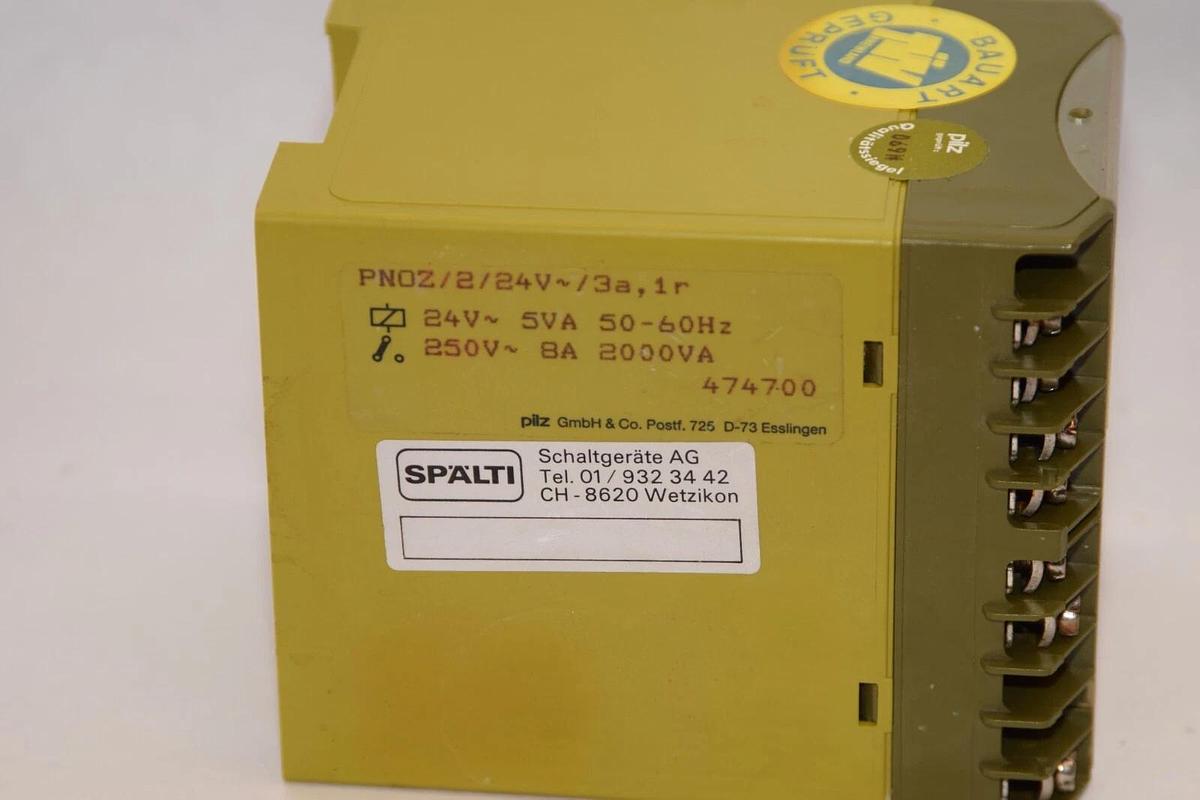 BAUART
GEPRÜFT
pilz
Qualitätssiegel
PNOZ/2/24V~/3a,1r
24V~ 5VA 50-60Hz
250V~ 8A 2000VA
474700
pilz GmbH & Co. Postf. 725 D-73 Esslingen
SPÄLTI
Schaltgeräte AG
Tel. 01/932 34 42
CH-8620 Wetzikon